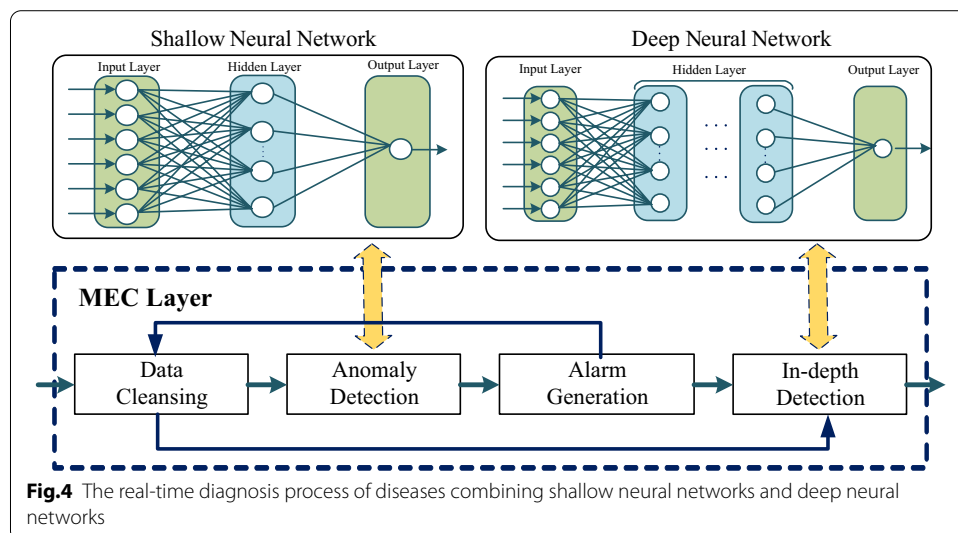 Shallow Neural Network
Deep Neural Network
Input Layer
Hidden Layer
Output Layer
Input Layer
Hidden Layer
Output Layer
MEC Layer
Data
Cleansing
Anomaly
Detection
Alarm
Generation
In-depth
Detection
Fig.4 The real-time diagnosis process of diseases combining shallow neural networks and deep neural
networks